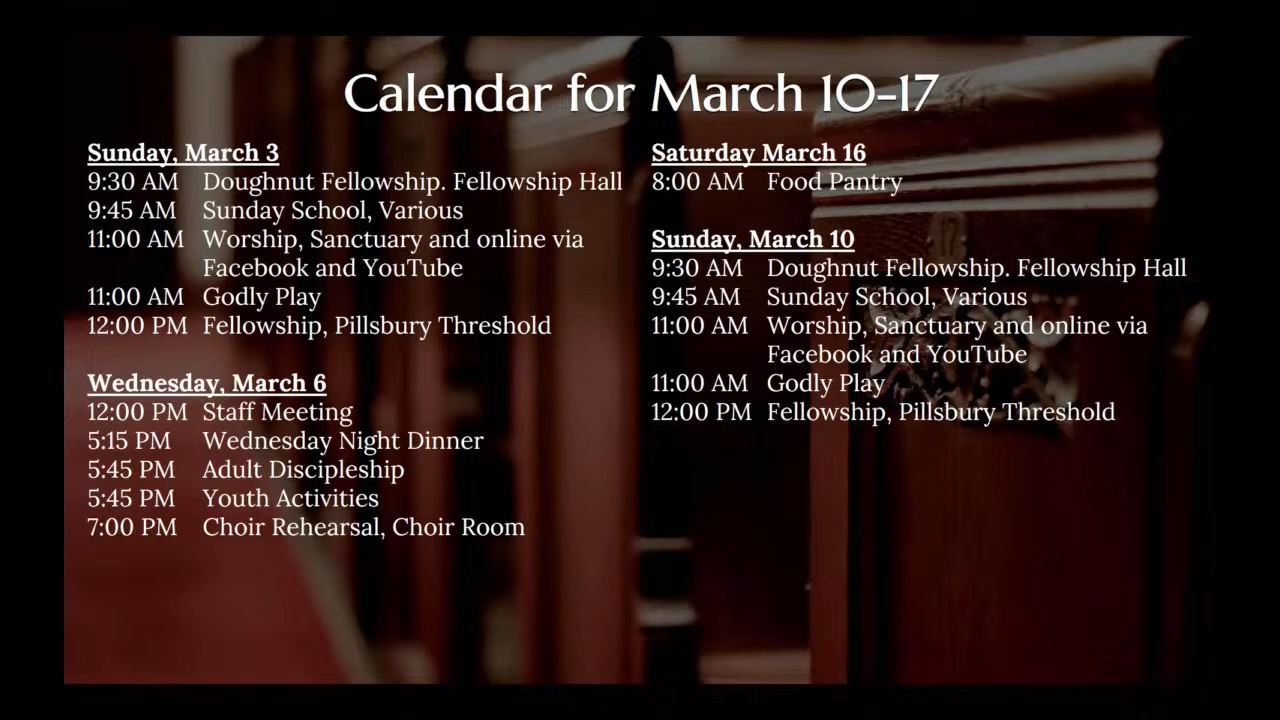 Calendar for March 10-17
Sunday, March 3
9:30 AM Doughnut Fellowship. Fellowship Hall
9:45 AM Sunday School, Various
11:00 AM Worship, Sanctuary and online via
Facebook and YouTube
11:00 AM Godly Play
12:00 PM Fellowship, Pillsbury Threshold
Wednesday, March 6
12:00 PM Staff Meeting
5:15 PM Wednesday Night Dinner
5:45 PM Adult Discipleship
5:45 PM Youth Activities
7:00 PM Choir Rehearsal, Choir Room
Saturday March 16
8:00 AM Food Pantry
Sunday, March 10
9:30 AM Doughnut Fellowship. Fellowship Hall
9:45 AM Sunday School, Various
11:00 AM Worship, Sanctuary and online via
Facebook and YouTube
11:00 AM Godly Play
12:00 PM Fellowship, Pillsbury Threshold